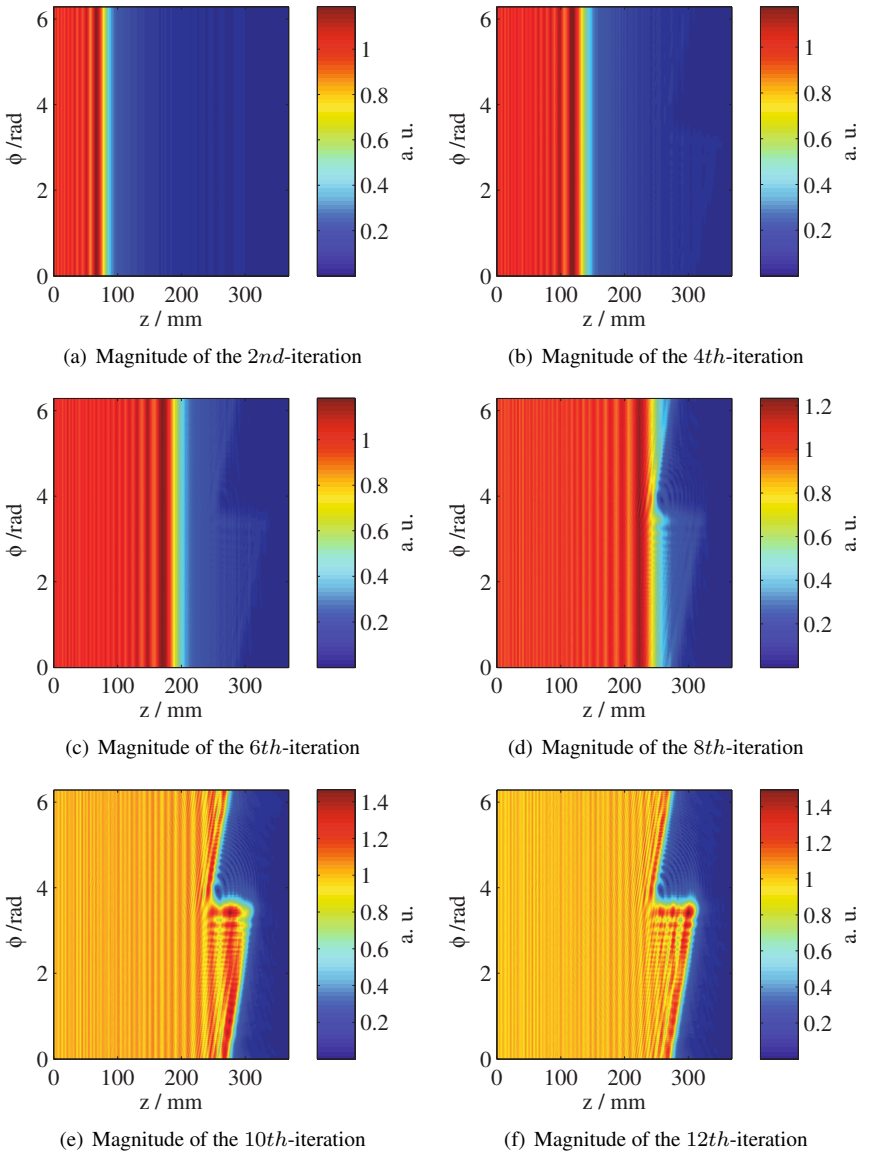 6
4
2
0
ϕ /rad
0 100 200 300
z / mm
1
0.8
0.6
0.4
0.2
a. u.
(a) Magnitude of the 2nd-iteration
6
4
2
0
ϕ /rad
0 100 200 300
z / mm
1
0.8
0.6
0.4
0.2
a. u.
(b) Magnitude of the 4th-iteration
6
4
2
0
ϕ /rad
0 100 200 300
z / mm
1
0.8
0.6
0.4
0.2
a. u.
(c) Magnitude of the 6th-iteration
6
4
2
0
ϕ /rad
0 100 200 300
z / mm
1.2
1
0.8
0.6
0.4
0.2
a. u.
(d) Magnitude of the 8th-iteration
6
4
2
0
ϕ /rad
0 100 200 300
z / mm
1.4
1.2
1
0.8
0.6
0.4
0.2
a. u.
(e) Magnitude of the 10th-iteration
6
4
2
0
ϕ /rad
0 100 200 300
z / mm
1.4
1.2
1
0.8
0.6
0.4
0.2
a. u.
(f) Magnitude of the 12th-iteration